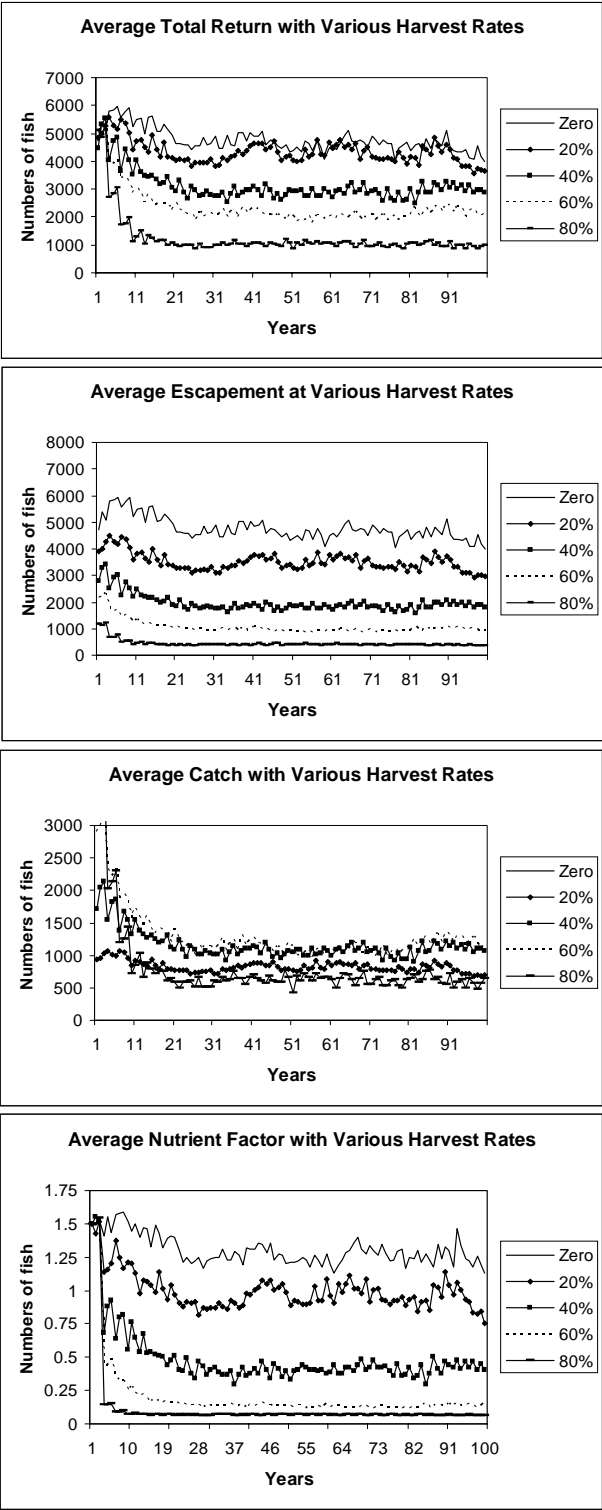 Average Total Return with Various Harvest Rates
Numbers of fish
7000
6000
5000
4000
3000
2000
1000
0
1 11 21 31 41 51 61 71 81 91
Years
Zero
20%
40%
60%
80%
Average Escapement at Various Harvest Rates
Numbers of fish
8000
7000
6000
5000
4000
3000
2000
1000
0
1 11 21 31 41 51 61 71 81 91
Years
Zero
20%
40%
60%
80%
Average Catch with Various Harvest Rates
Numbers of fish
3000
2500
2000
1500
1000
500
0
1 11 21 31 41 51 61 71 81 91
Years
Zero
20%
40%
60%
80%
Average Nutrient Factor with Various Harvest Rates
Numbers of fish
1.75
1.5
1.25
1
0.75
0.5
0.25
0
1 10 19 28 37 46 55 64 73 82 91 100
Years
Zero
20%
40%
60%
80%